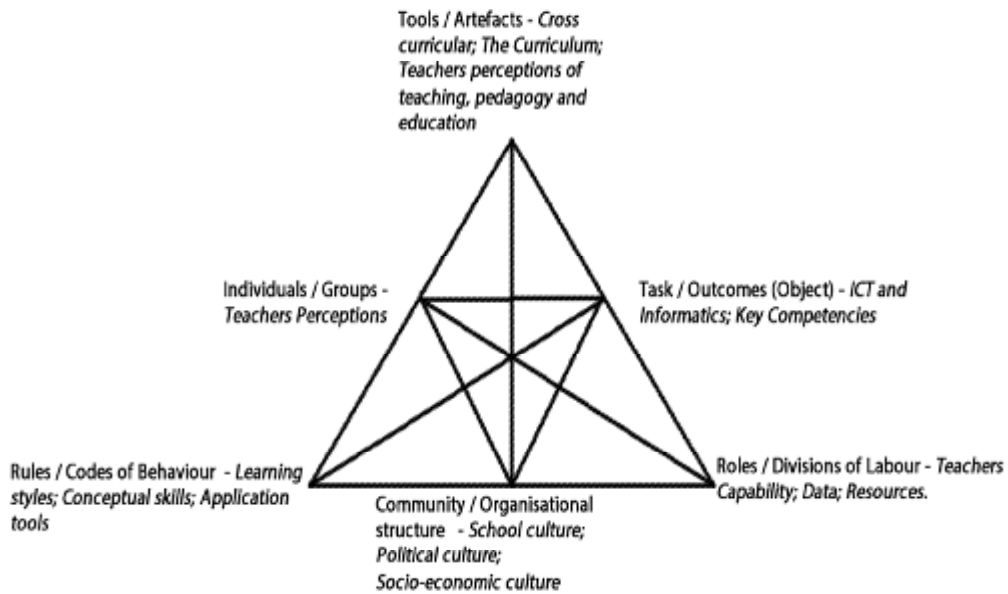 Tools / Artefacts - Cross
curricular; The Curriculum;
Teachers perceptions of
teaching, pedagogy and
education
Individuals / Groups -
Teachers Perceptions
Task / Outcomes (Object) - ICT and
Informatics; Key Competencies
Rules / Codes of Behaviour - Learning
styles; Conceptual skills; Application
tools
Community / Organisational
structure - School culture;
Political culture;
Socio-economic culture
Roles / Divisions of Labour - Teachers
Capability; Data; Resources.